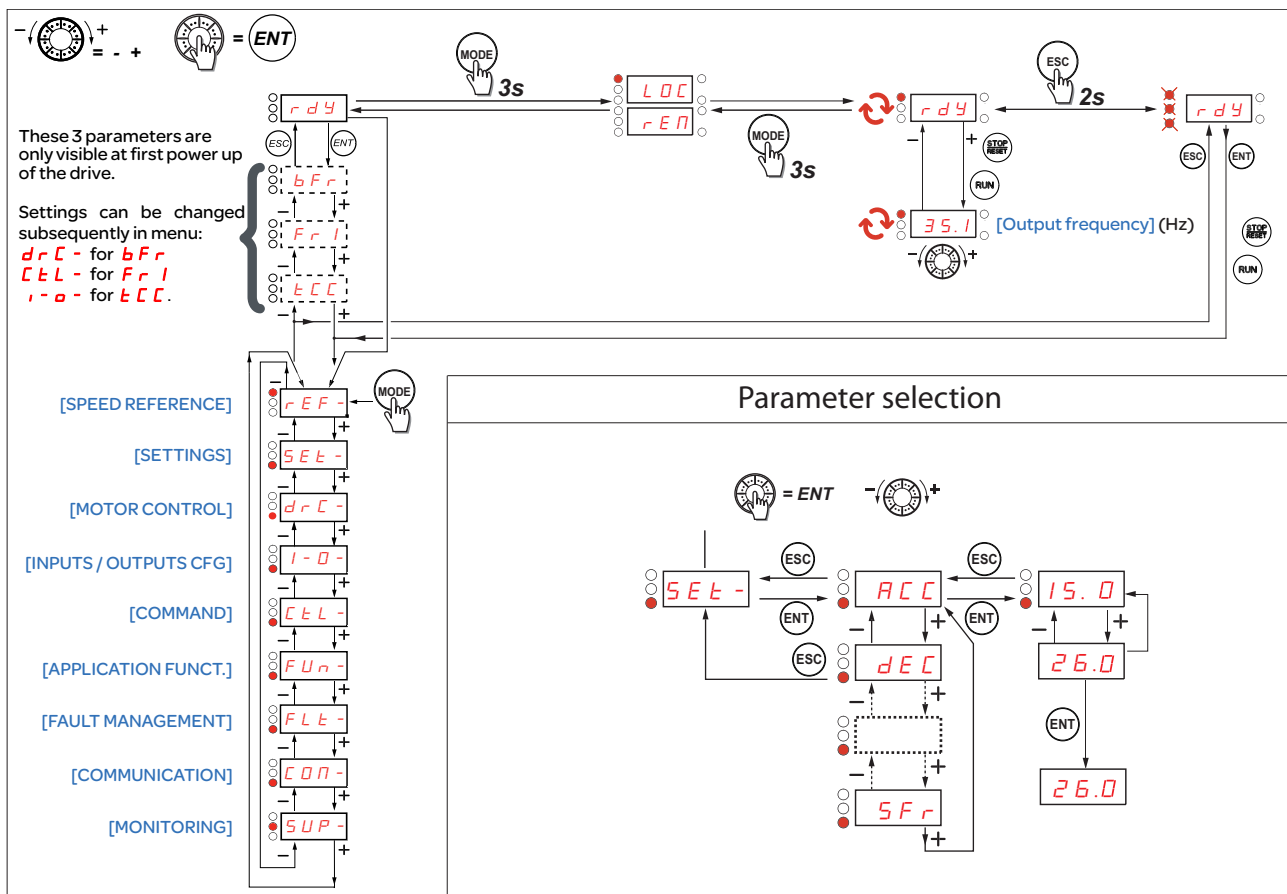 - + = - +
= ENT
MODE
3s
LOC
rEM
MODE
3s
rdY
ESC
2s
rdY
rdY
ESC
ENT
These 3 parameters are
only visible at first power up
of the drive.
Settings can be changed
subsequently in menu:
drC - for bFr
CtL - for Fr1
I-O- for tCC.
bFr
- +
Fr1
- +
tCC
- +
- +
STOP
RESET
RUN
35.1
[Output frequency] (Hz)
- +
ESC
ENT
STOP
RESET
RUN
[SPEED REFERENCE]
-
rEF-
MODE
- +
[SETTINGS]
SEt-
- +
[MOTOR CONTROL]
drC-
- +
[INPUTS / OUTPUTS CFG]
I-O-
- +
[COMMAND]
CtL-
- +
[APPLICATION FUNCT.]
FUn-
- +
[FAULT MANAGEMENT]
FLt-
- +
[COMMUNICATION]
COM-
- +
[MONITORING]
SUP-
- +
Parameter selection
= ENT
- +
SEt-
ESC
ENT
ACC
ESC
ENT
15.0
- +
ESC
dEC
- +
26.0
- +
ENT
26.0
SFr
+